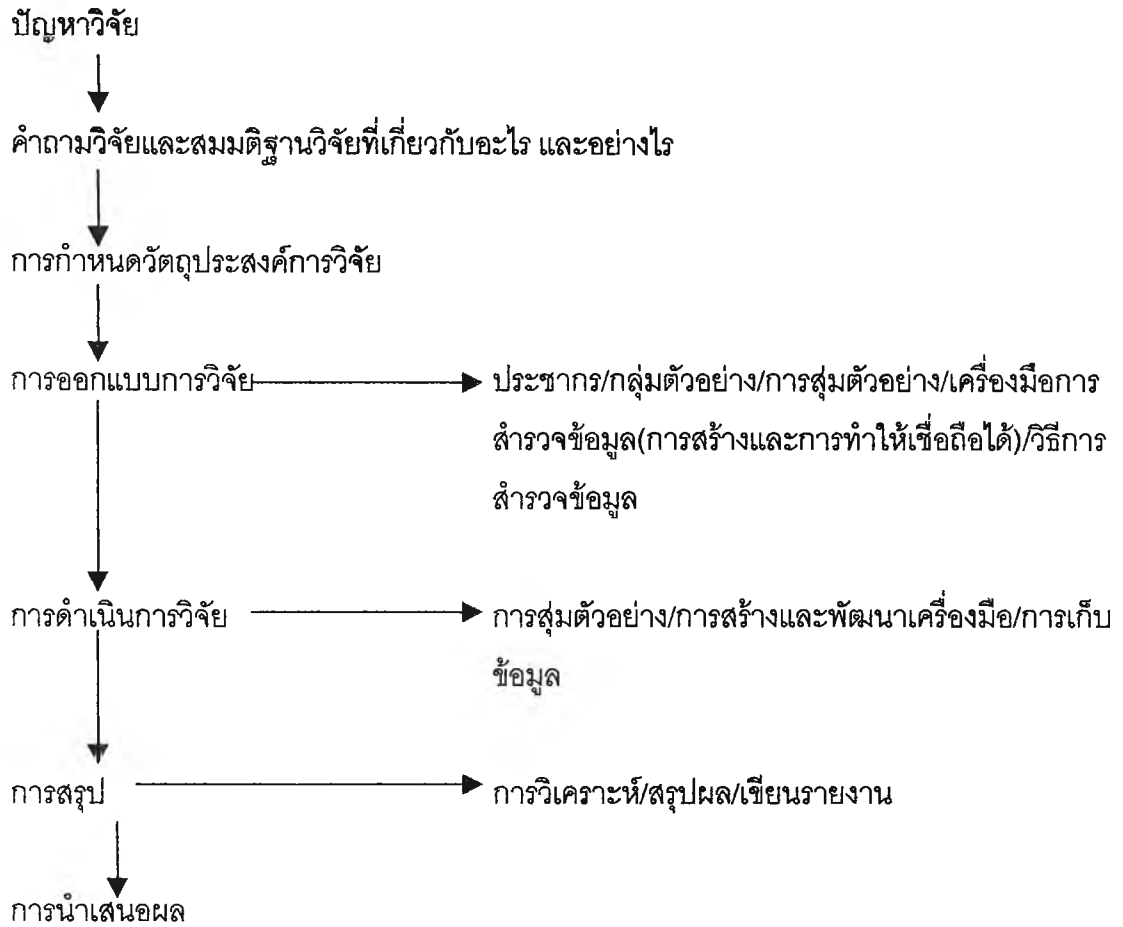 ปัญหาวิจัย
คำถามวิจัยและสมมติฐานวิจัยที่เกี่ยวกับอะไร และอย่างไร
การกำหนดวัตถุประสงค์การวิจัย
การออกแบบการวิจัย
ประชากร/กลุ่มตัวอย่าง/การสุ่มตัวอย่าง/เครื่องมือการ
สำรวจข้อมูล(การสร้างและการทำให้เชื่อถือได้)/วิธีการ
สำรวจข้อมูล
การดำเนินการวิจัย
การสุ่มตัวอย่าง/การสร้างและพัฒนาเครื่องมือ/การเก็บ
ข้อมูล
การสรุป
การวิเคราะห์/สรุปผล/เขียนรายงาน
การนำเสนอผล